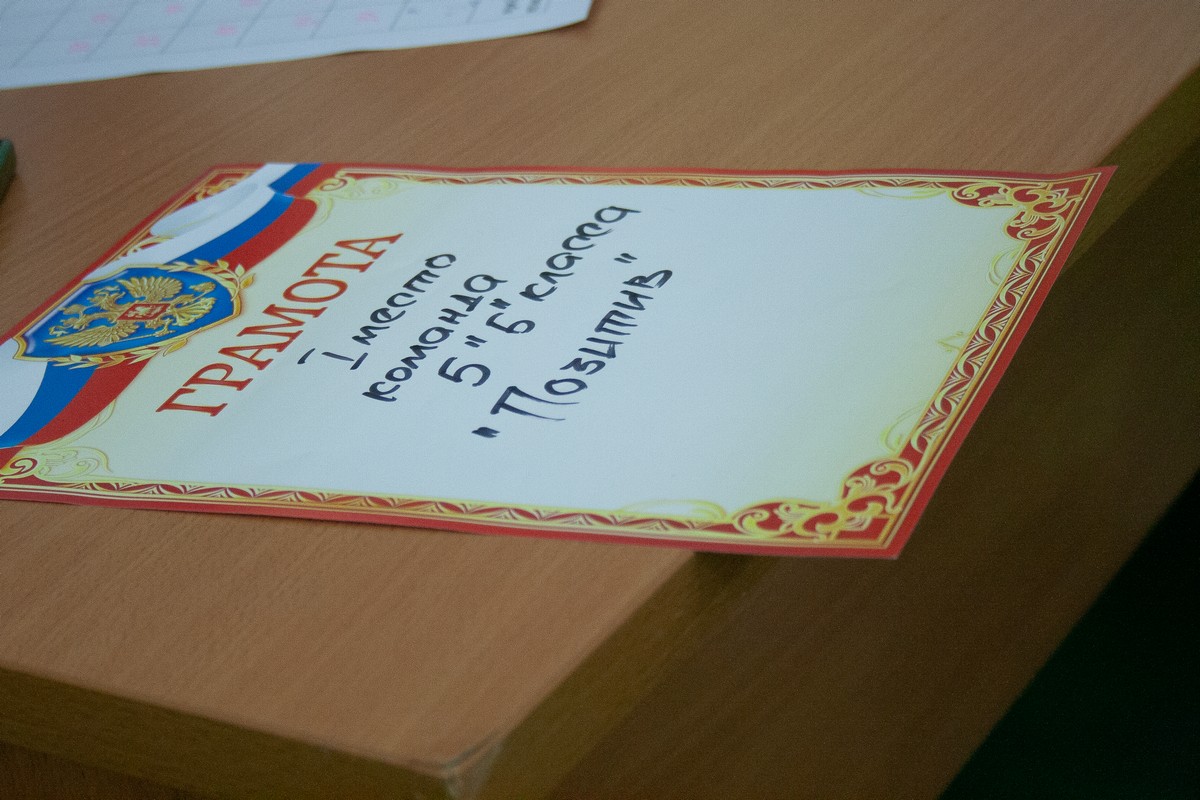 ГРАМОТА
I место
команда
5 "Б" класса
"Позитив"